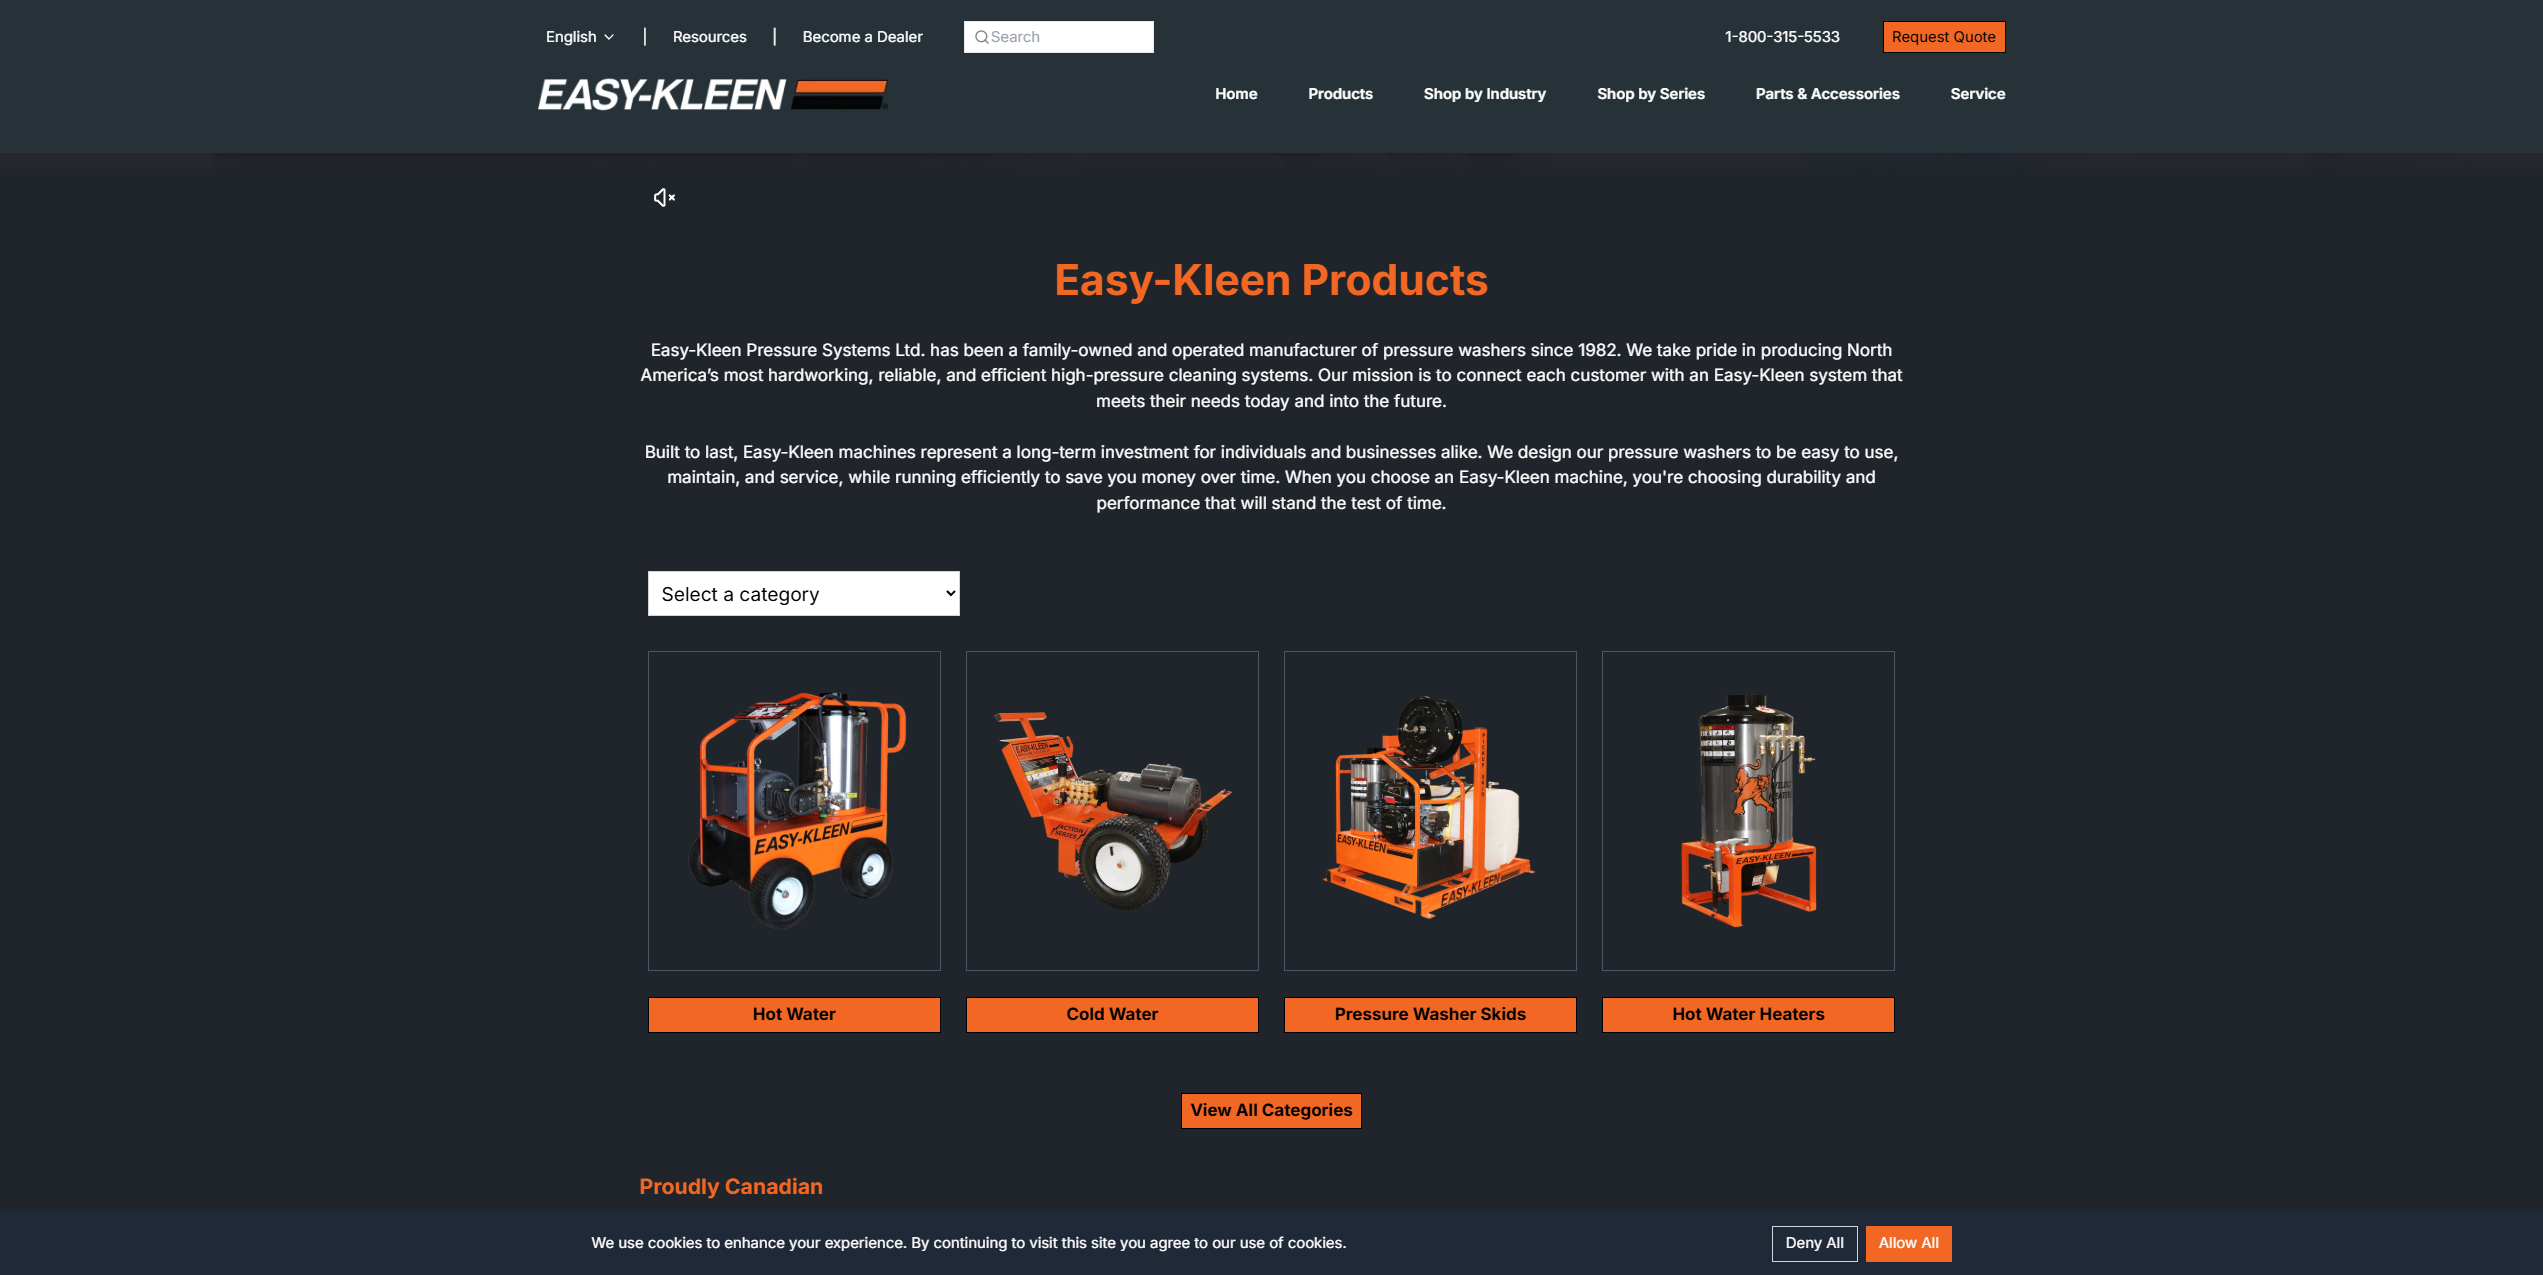 English
Resources
Become a Dealer
Search
1-800-315-5533
Request Quote
EASY-KLEEN
Home
Products
Shop by Industry
Shop by Series
Parts & Accessories
Service
Easy-Kleen Products
Easy-Kleen Pressure Systems Ltd. has been a family-owned and operated manufacturer of pressure washers since 1982. We take pride in producing North
America’s most hardworking, reliable, and efficient high-pressure cleaning systems. Our mission is to connect each customer with an Easy-Kleen system that
meets their needs today and into the future.
Built to last, Easy-Kleen machines represent a long-term investment for individuals and businesses alike. We design our pressure washers to be easy to use,
maintain, and service, while running efficiently to save you money over time. When you choose an Easy-Kleen machine, you're choosing durability and
performance that will stand the test of time.
Select a category
EASY-KLEEN
EASY-KLEEN
ACTION
SERIES
EASY-KLEEN
EASY-KLEEN
EASY-KLEEN
Hot Water
Cold Water
Pressure Washer Skids
Hot Water Heaters
View All Categories
Proudly Canadian
We use cookies to enhance your experience. By continuing to visit this site you agree to our use of cookies.
Deny All
Allow All